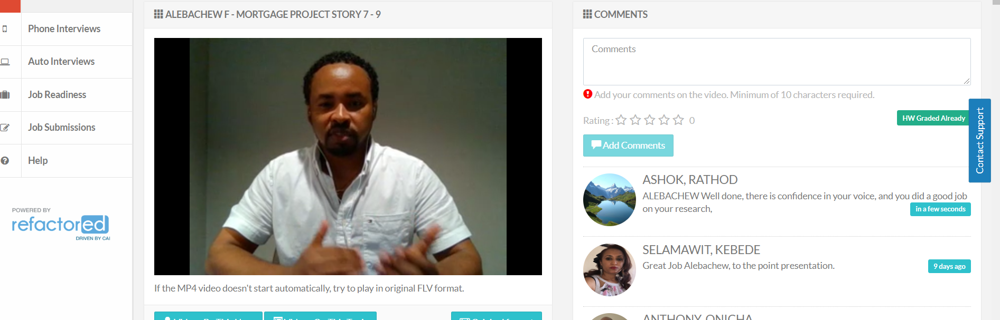 ALEBACHEW F - MORTGAGE PROJECT STORY 7 - 9
COMMENTS
Phone Interviews
Auto Interviews
Job Readiness
Job Submissions
Help
POWERED BY
refactored
DRIVEN BY CAI
If the MP4 video doesn't start automatically, try to play in original FLV format.
Comments
Add your comments on the video. Minimum of 10 characters required.
Rating : 0
HW Graded Already
Contact Support
Add Comments
ASHOK, RATHOD
ALEBACHEW Well done, there is confidence in your voice, and you did a good job
on your research,
in a few seconds
SELAMAWIT, KEBEDE
Great Job Alebachew, to the point presentation.
9 days ago
ANTHONY, ONICHA